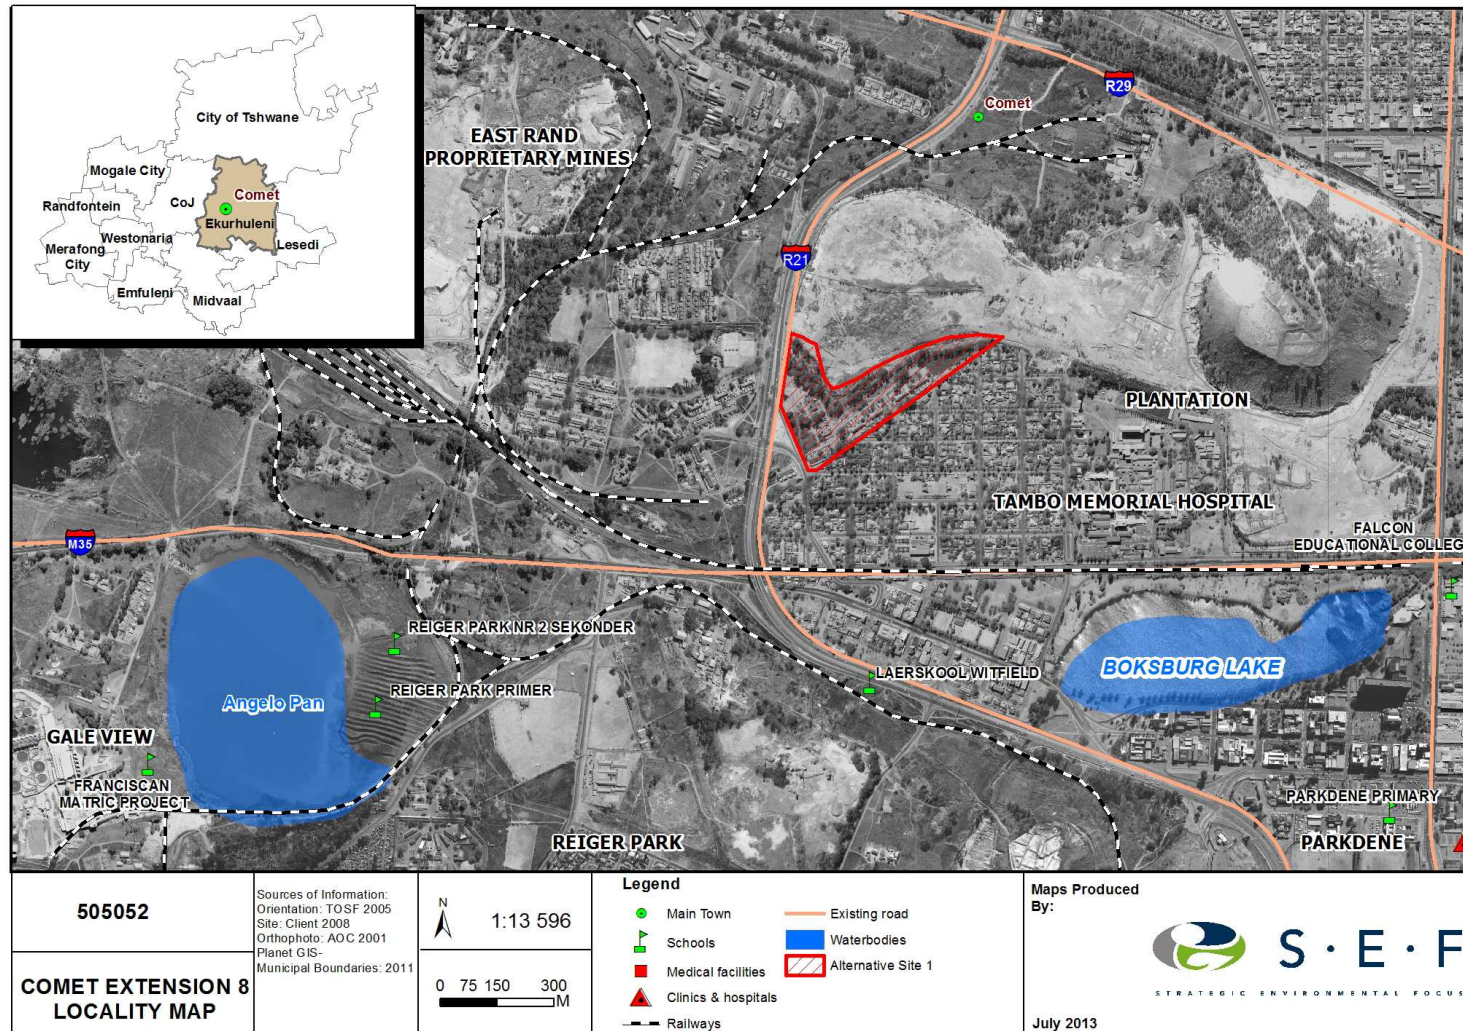 City of Tshwane
Mogale City
Randfontein
CoJ
Comet
Ekurhuleni
Westonaria
Merafong
City
Lesedi
Emfuleni
Midvaal
EAST RAND
PROPRIETARY MINES
Comet
R29
R21
PLANTATION
TAMBO MEMORIAL HOSPITAL
FALCON
EDUCATIONAL COLLEG
M35
REIGER PARK NR 2 SEKONDER
REIGER PARK PRIMER
Angelo Pan
LAERSKOOL WITFIELD
BOKSBURG LAKE
GALE VIEW
FRANCISCAN
MATRIC PROJECT
REIGER PARK
PARKDENE PRIMARY
PARKDENE
505052
COMET EXTENSION 8
LOCALITY MAP
Sources of Information:
Orientation: TOSF 2005
Site: Client 2008
Orthophoto: AOC 2001
Planet GIS-
Municipal Boundaries: 2011
N
1:13 596
0 75 150 300
M
Legend
Main Town
Schools
Medical facilities
Clinics & hospitals
Railways
Existing road
Waterbodies
Alternative Site 1
Maps Produced
By:
S·E·F
STRATEGIC ENVIRONMENTAL FOCUS
July 2013